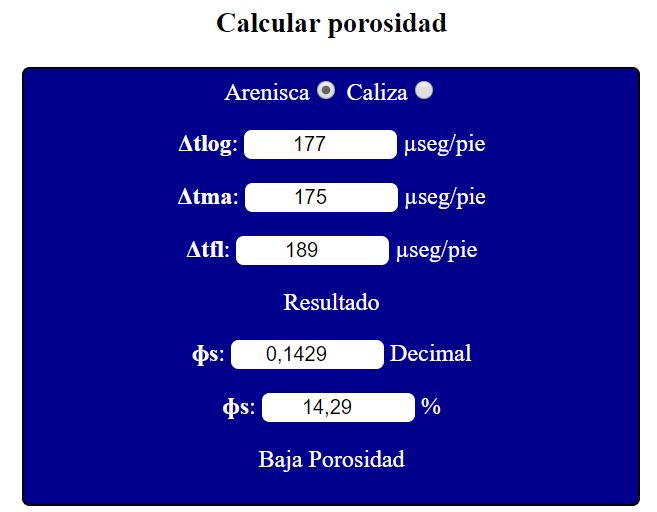 Calcular porosidad
Arenisca Caliza
Δtlog: 177 µseg/pie
Δtma: 175 µseg/pie
Δtfl: 189 µseg/pie
Resultado
ϕs: 0,1429 Decimal
ϕs: 14,29 %
Baja Porosidad